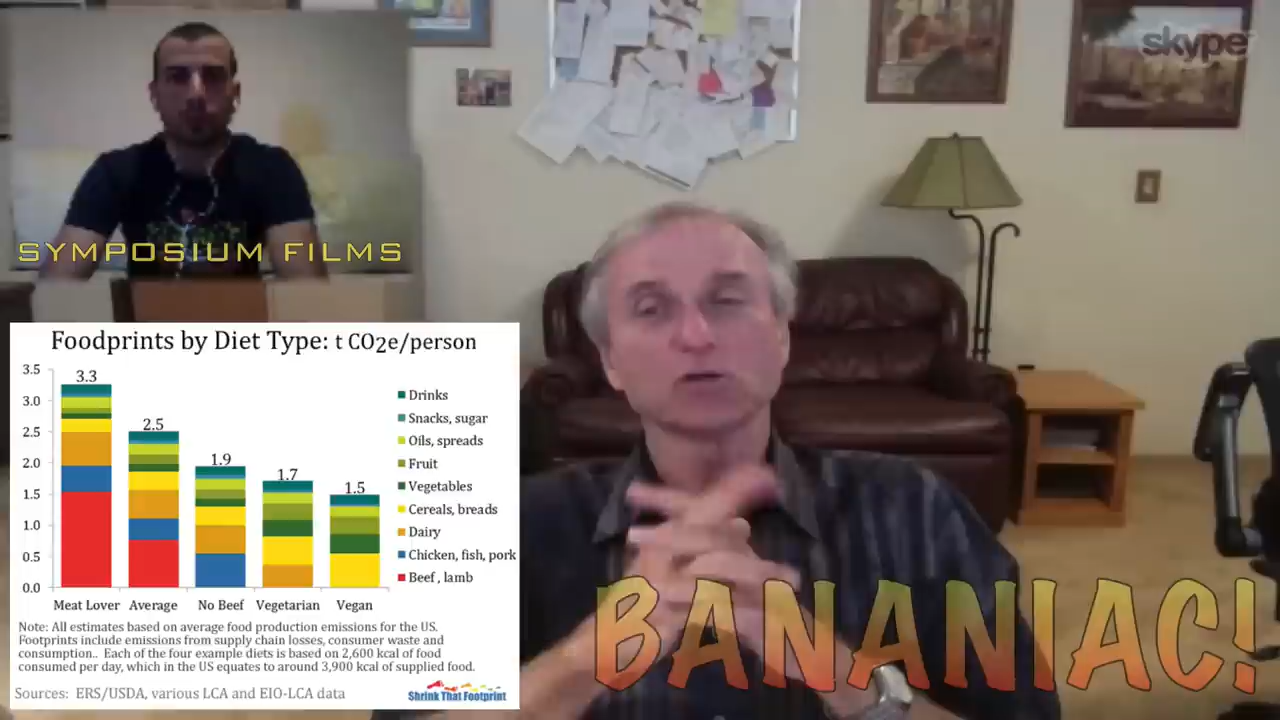 skype
SYMPOSIUM FILMS
Foodprints by Diet Type: t CO2e/person
3.5
3.0
2.5
2.0
1.5
1.0
0.5
0.0
3.3
2.5
1.9
1.7
1.5
Meat Lover Average No Beef Vegetarian Vegan
Drinks
Snacks, sugar
Oils, spreads
Fruit
Vegetables
Cereals, breads
Dairy
Chicken, fish, pork
Beef , lamb
Note: All estimates based on average food production emissions for the US.
Footprints include emissions from supply chain losses, consumer waste and
consumption.. Each of the four example diets is based on 2,600 kcal of food
consumed per day, which in the US equates to around 3,900 kcal of supplied food.
Sources: ERS/USDA, various LCA and EIO-LCA data
Shrink That Footprint
BANANIAC!